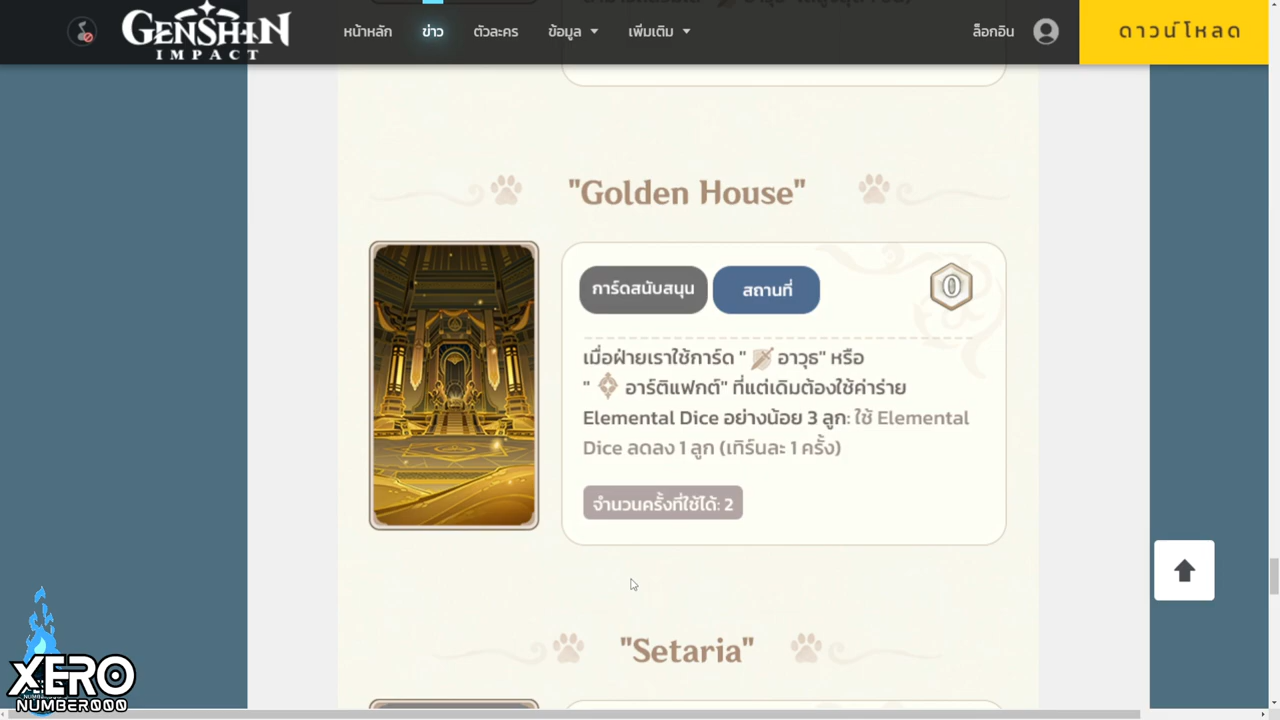 GENSHIN
IMPACT
หน้าหลัก ข่าว ตัวละคร ข้อมูล เพิ่มเติม ล็อกอิน ดาวน์โหลด
"Golden House"
การ์ดสนับสนุน สถานที่ 0
เมื่อฝ่ายเราใช้การ์ด " อาวุธ" หรือ
" อาร์ติแฟกต์" ที่แต่เดิมต้องใช้ค่าร่าย
Elemental Dice อย่างน้อย 3 ลูก: ใช้ Elemental
Dice ลดลง 1 ลูก (เทิร์นละ 1 ครั้ง)
จำนวนครั้งที่ใช้ได้: 2
"Setaria"
XERO
NUMBER000